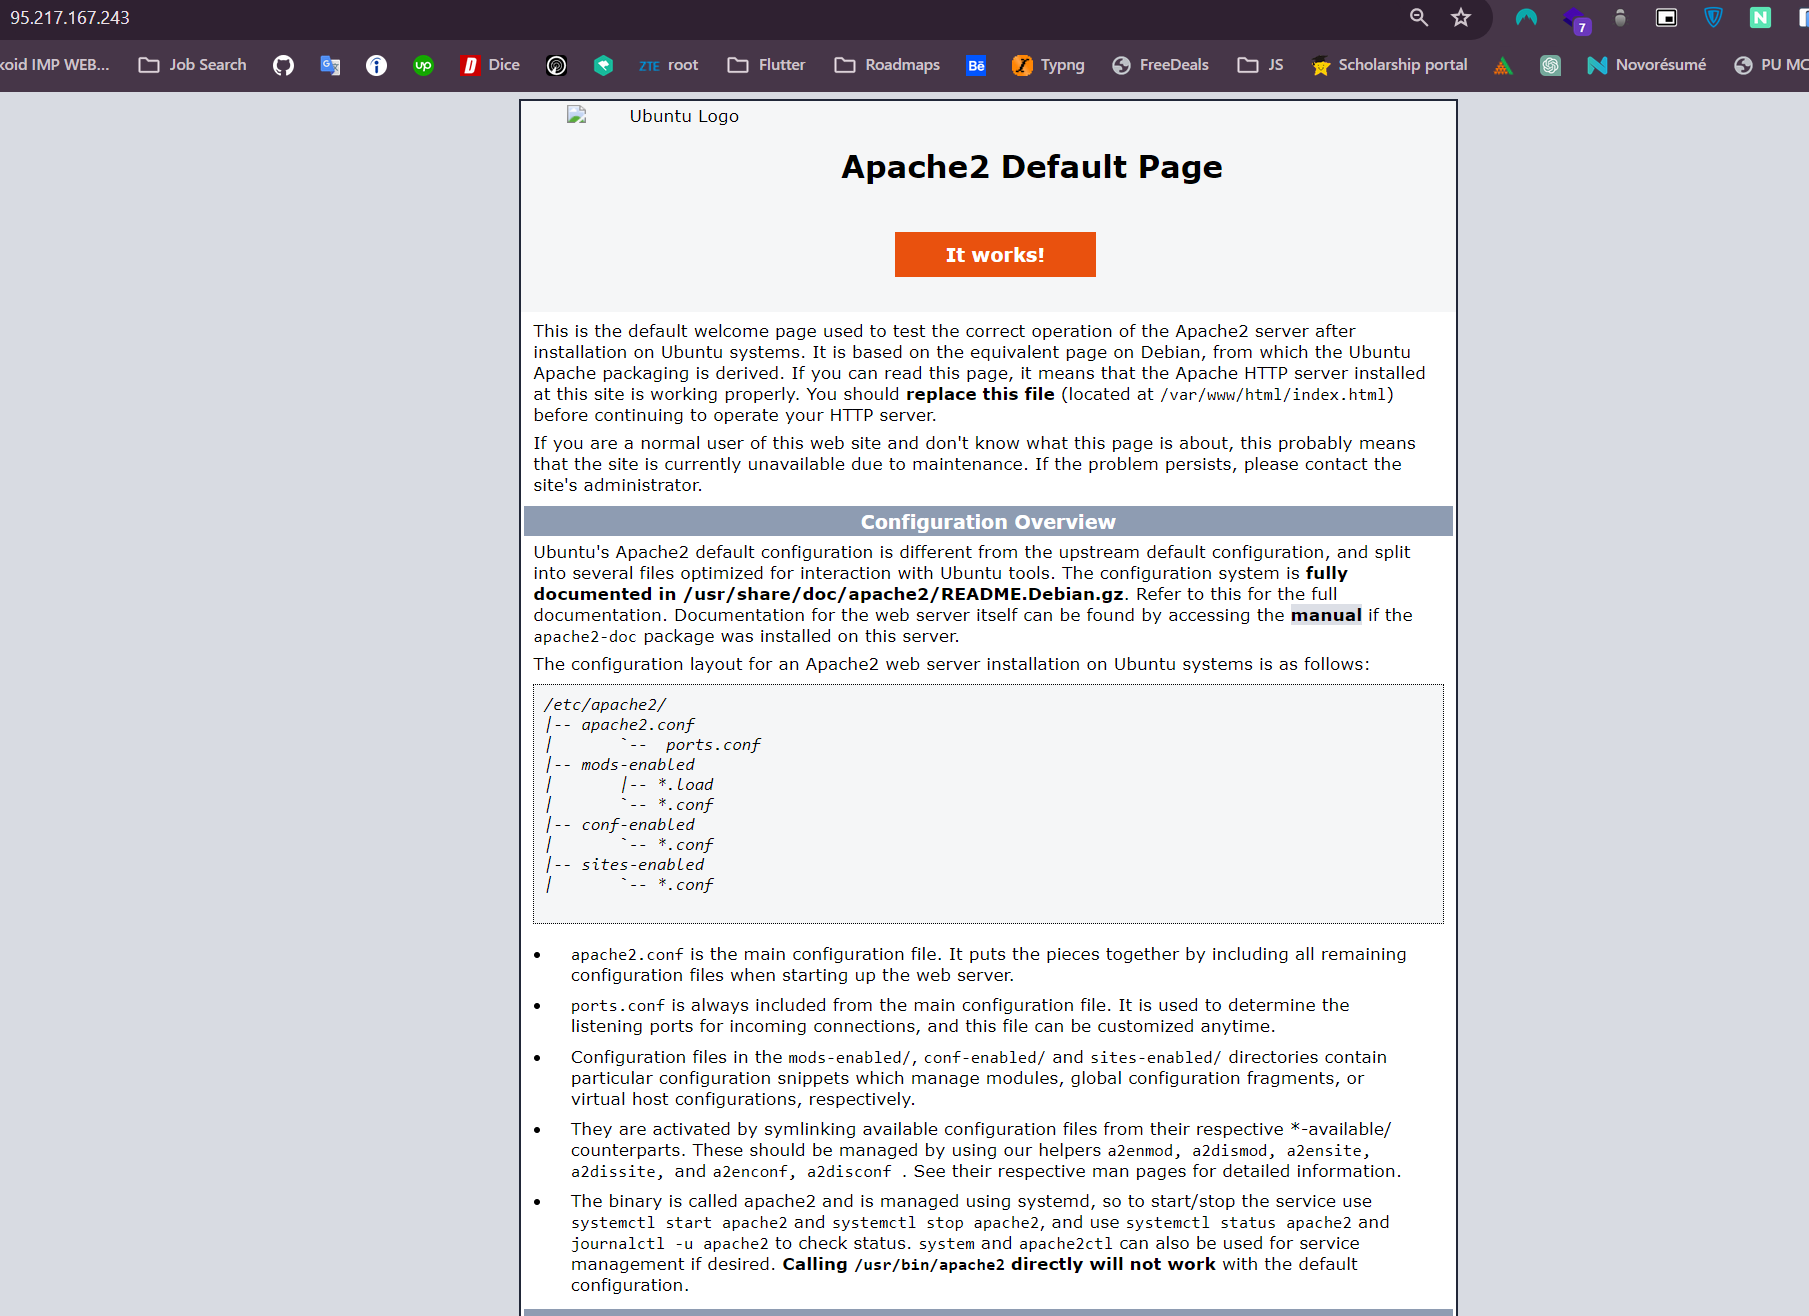 95.217.167.243
7
koid IMP WEB... Job Search up Dice ZTE root Flutter Roadmaps Bē Typng FreeDeals JS Scholarship portal Novorésumé PU MC
Ubuntu Logo
Apache2 Default Page
It works!
This is the default welcome page used to test the correct operation of the Apache2 server after
installation on Ubuntu systems. It is based on the equivalent page on Debian, from which the Ubuntu
Apache packaging is derived. If you can read this page, it means that the Apache HTTP server installed
at this site is working properly. You should replace this file (located at /var/www/html/index.html)
before continuing to operate your HTTP server.
If you are a normal user of this web site and don't know what this page is about, this probably means
that the site is currently unavailable due to maintenance. If the problem persists, please contact the
site's administrator.
Configuration Overview
Ubuntu's Apache2 default configuration is different from the upstream default configuration, and split
into several files optimized for interaction with Ubuntu tools. The configuration system is fully
documented in /usr/share/doc/apache2/README.Debian.gz. Refer to this for the full
documentation. Documentation for the web server itself can be found by accessing the manual if the
apache2-doc package was installed on this server.
The configuration layout for an Apache2 web server installation on Ubuntu systems is as follows:
/etc/apache2/
|-- apache2.conf
|       `--  ports.conf
|-- mods-enabled
|       |-- *.load
|       `-- *.conf
|-- conf-enabled
|       `-- *.conf
|-- sites-enabled
|       `-- *.conf
• apache2.conf is the main configuration file. It puts the pieces together by including all remaining
configuration files when starting up the web server.
• ports.conf is always included from the main configuration file. It is used to determine the
listening ports for incoming connections, and this file can be customized anytime.
• Configuration files in the mods-enabled/, conf-enabled/ and sites-enabled/ directories contain
particular configuration snippets which manage modules, global configuration fragments, or
virtual host configurations, respectively.
• They are activated by symlinking available configuration files from their respective *-available/
counterparts. These should be managed by using our helpers a2enmod, a2dismod, a2ensite,
a2dissite, and a2enconf, a2disconf . See their respective man pages for detailed information.
• The binary is called apache2 and is managed using systemd, so to start/stop the service use
systemctl start apache2 and systemctl stop apache2, and use systemctl status apache2 and
journalctl -u apache2 to check status. system and apache2ctl can also be used for service
management if desired. Calling /usr/bin/apache2 directly will not work with the default
configuration.